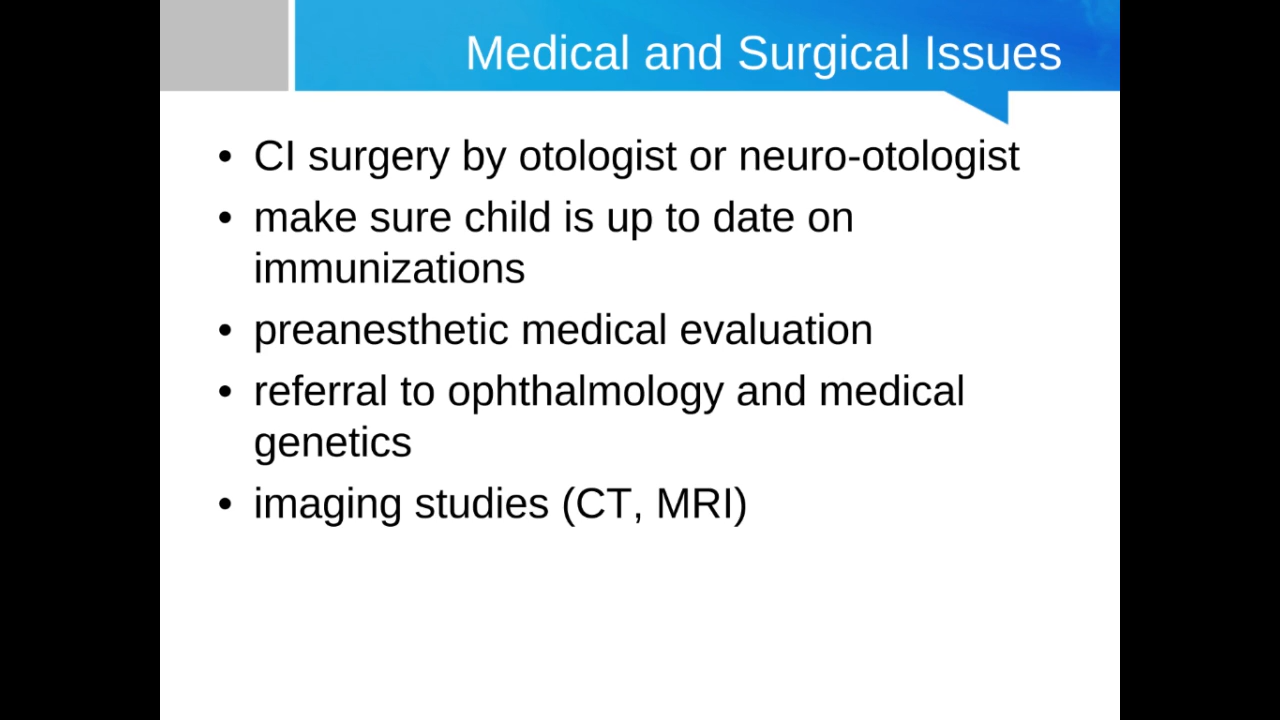 Medical and Surgical Issues
• CI surgery by otologist or neuro-otologist
• make sure child is up to date on
immunizations
• preanesthetic medical evaluation
• referral to ophthalmology and medical
genetics
• imaging studies (CT, MRI)